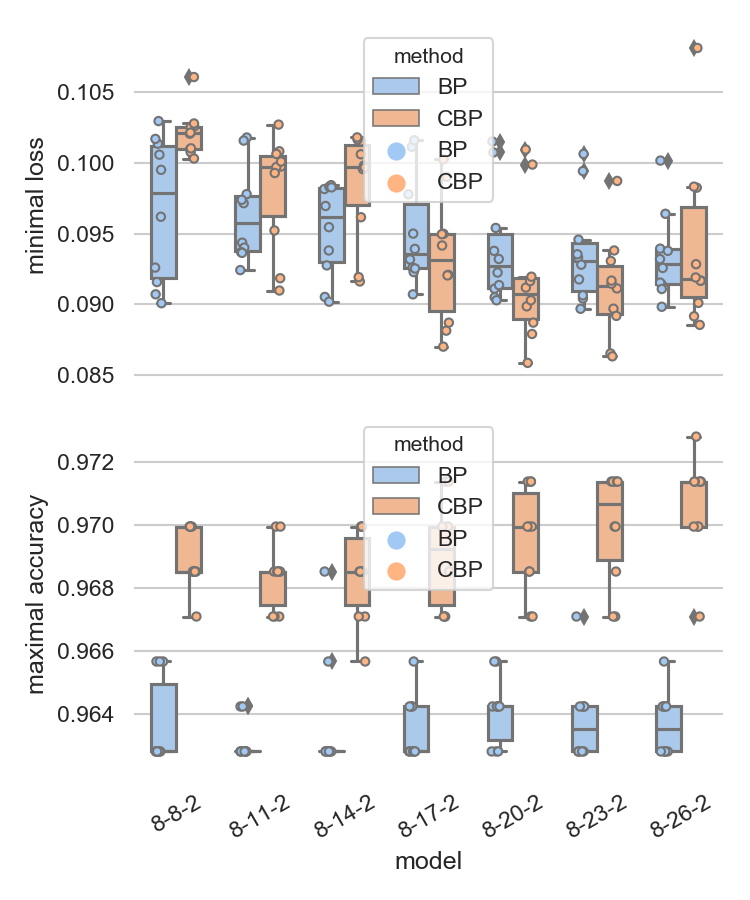 method
BP
CBP
BP
CBP
minimal loss
0.105
0.100
0.095
0.090
0.085
method
BP
CBP
BP
CBP
maximal accuracy
0.972
0.970
0.968
0.966
0.964
8-8-2
8-11-2
8-14-2
8-17-2
8-20-2
8-23-2
8-26-2
model